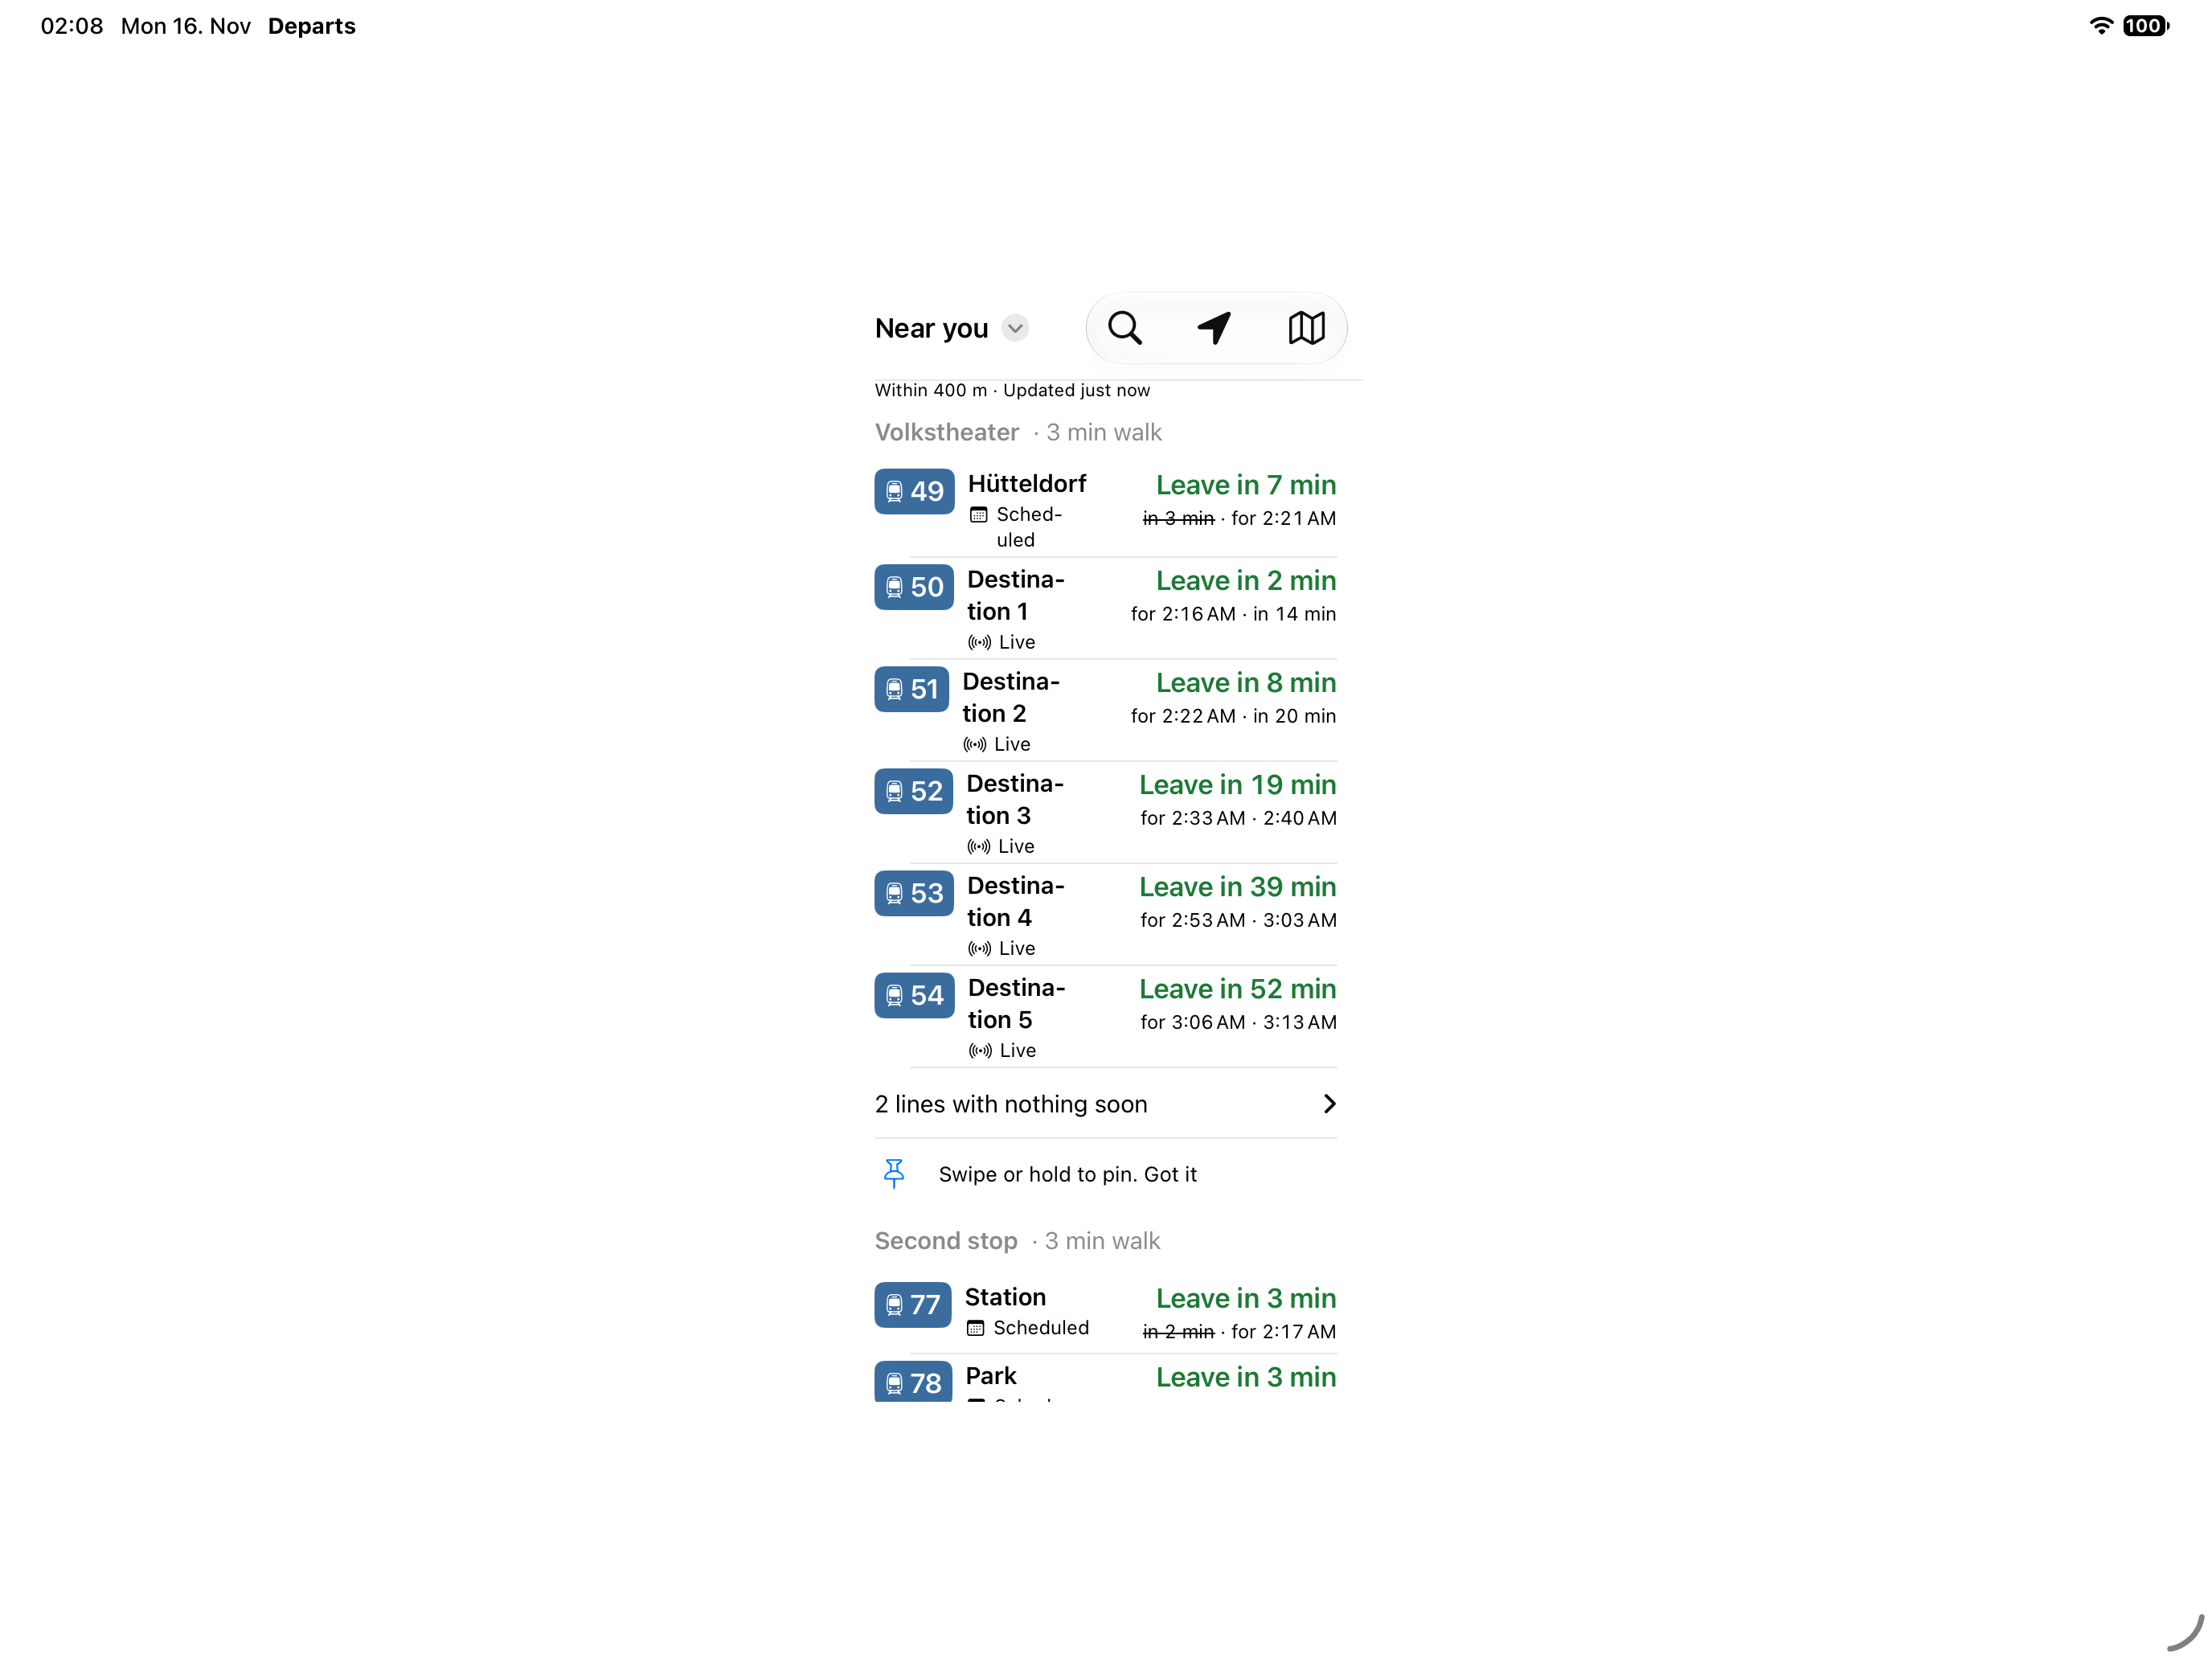 02:08 Mon 16. Nov Departs
100
Near you
Within 400 m · Updated just now
Volkstheater · 3 min walk
49 Hütteldorf Leave in 7 min
Sched-
uled
in 3 min · for 2:21 AM
50 Destina-
tion 1
Leave in 2 min
Live
for 2:16 AM · in 14 min
51 Destina-
tion 2
Leave in 8 min
Live
for 2:22 AM · in 20 min
52 Destina-
tion 3
Leave in 19 min
Live
for 2:33 AM · 2:40 AM
53 Destina-
tion 4
Leave in 39 min
Live
for 2:53 AM · 3:03 AM
54 Destina-
tion 5
Leave in 52 min
Live
for 3:06 AM · 3:13 AM
2 lines with nothing soon
Swipe or hold to pin. Got it
Second stop · 3 min walk
77 Station Leave in 3 min
Scheduled in 2 min · for 2:17 AM
78 Park Leave in 3 min